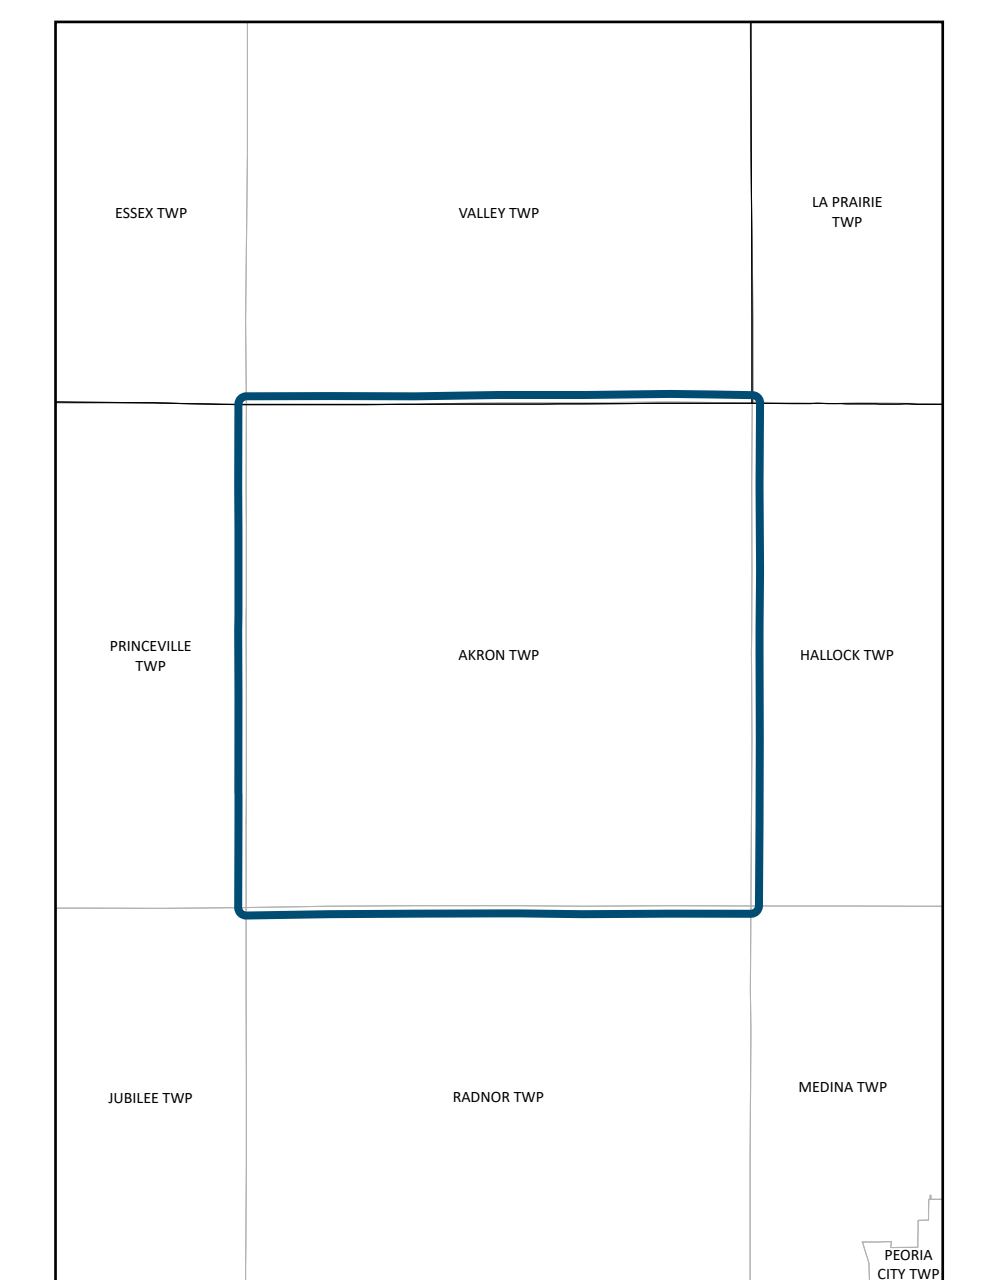 ESSEX TWP
VALLEY TWP
LA PRAIRIE
TWP
PRINCEVILLE
TWP
AKRON TWP
HALLOCK TWP
JUBILEE TWP
RADNOR TWP
MEDINA TWP
PEORIA
CITY TWP